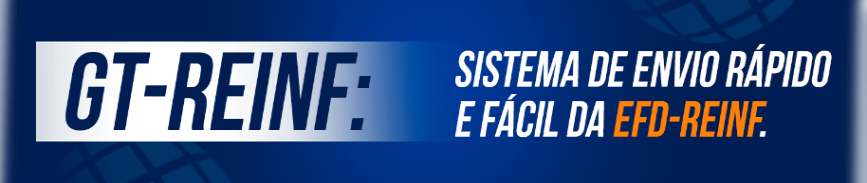 GT-REINF:
SISTEMA DE ENVIO RÁPIDO
E FÁCIL DA EFD-REINF.